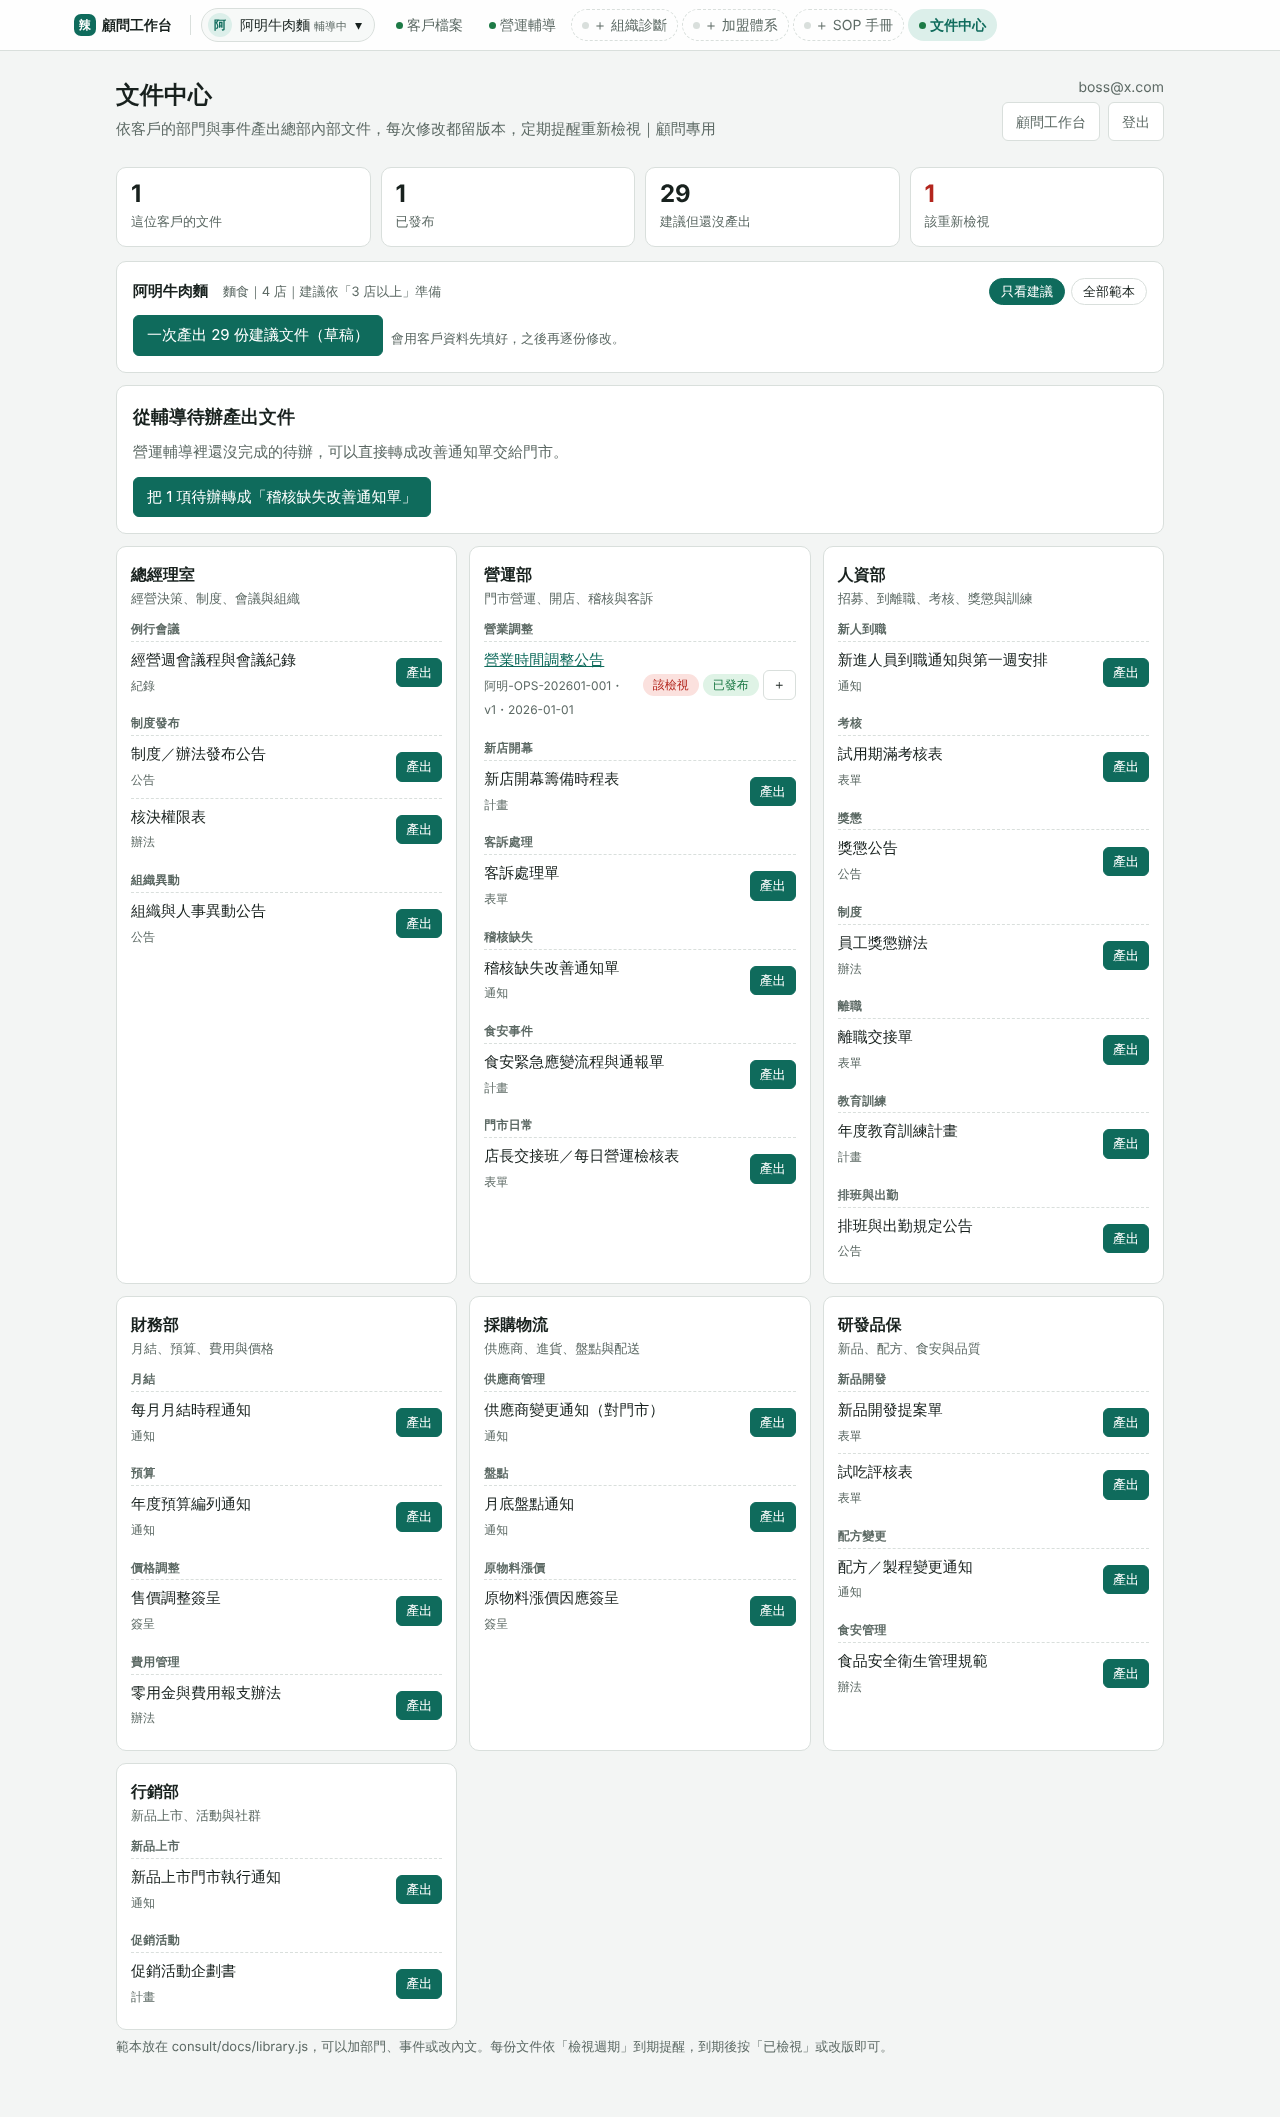 辣 顧問工作台 阿 阿明牛肉麵 輔導中 ▼ 客戶檔案 營運輔導 ＋ 組織診斷 ＋ 加盟體系 ＋ SOP 手冊 文件中心
文件中心
依客戶的部門與事件產出總部內部文件，每次修改都留版本，定期提醒重新檢視｜顧問專用
boss@x.com
顧問工作台 登出
1
這位客戶的文件
1
已發布
29
建議但還沒產出
1
該重新檢視
阿明牛肉麵 麵食｜4 店｜建議依「3 店以上」準備
只看建議 全部範本
一次產出 29 份建議文件（草稿） 會用客戶資料先填好，之後再逐份修改。
從輔導待辦產出文件
營運輔導裡還沒完成的待辦，可以直接轉成改善通知單交給門市。
把 1 項待辦轉成「稽核缺失改善通知單」
總經理室
經營決策、制度、會議與組織
例行會議
經營週會議程與會議紀錄
紀錄
產出
制度發布
制度／辦法發布公告
公告
產出
核決權限表
辦法
產出
組織異動
組織與人事異動公告
公告
產出
營運部
門市營運、開店、稽核與客訴
營業調整
營業時間調整公告
阿明-OPS-202601-001・
v1・2026-01-01
該檢視 已發布 ＋
新店開幕
新店開幕籌備時程表
計畫
產出
客訴處理
客訴處理單
表單
產出
稽核缺失
稽核缺失改善通知單
通知
產出
食安事件
食安緊急應變流程與通報單
計畫
產出
門市日常
店長交接班／每日營運檢核表
表單
產出
人資部
招募、到離職、考核、獎懲與訓練
新人到職
新進人員到職通知與第一週安排
通知
產出
考核
試用期滿考核表
表單
產出
獎懲
獎懲公告
公告
產出
制度
員工獎懲辦法
辦法
產出
離職
離職交接單
表單
產出
教育訓練
年度教育訓練計畫
計畫
產出
排班與出勤
排班與出勤規定公告
公告
產出
財務部
月結、預算、費用與價格
月結
每月月結時程通知
通知
產出
預算
年度預算編列通知
通知
產出
價格調整
售價調整簽呈
簽呈
產出
費用管理
零用金與費用報支辦法
辦法
產出
採購物流
供應商、進貨、盤點與配送
供應商管理
供應商變更通知（對門市）
通知
產出
盤點
月底盤點通知
通知
產出
原物料漲價
原物料漲價因應簽呈
簽呈
產出
研發品保
新品、配方、食安與品質
新品開發
新品開發提案單
表單
產出
試吃評核表
表單
產出
配方變更
配方／製程變更通知
通知
產出
食安管理
食品安全衛生管理規範
辦法
產出
行銷部
新品上市、活動與社群
新品上市
新品上市門市執行通知
通知
產出
促銷活動
促銷活動企劃書
計畫
產出
範本放在 consult/docs/library.js，可以加部門、事件或改內文。每份文件依「檢視週期」到期提醒，到期後按「已檢視」或改版即可。